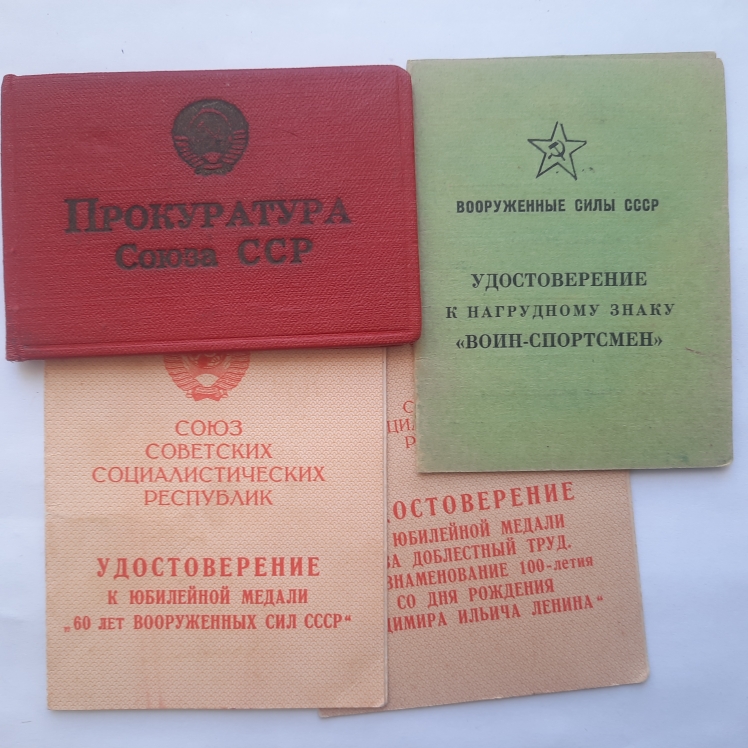 ПРОКУРАТУРА
СОЮЗА ССР
ВООРУЖЕННЫЕ СИЛЫ СССР
УДОСТОВЕРЕНИЕ
К НАГРУДНОМУ ЗНАКУ
«ВОИН-СПОРТСМЕН»
СОЮЗ
СОВЕТСКИХ
СОЦИАЛИСТИЧЕСКИХ
РЕСПУБЛИК
УДОСТОВЕРЕНИЕ
К ЮБИЛЕЙНОЙ МЕДАЛИ
„60 ЛЕТ ВООРУЖЕННЫХ СИЛ СССР“
ЮБИЛЕЙНОЙ МЕДАЛИ
ДОБЛЕСТНЫЙ ТРУД.
100-летия
СО ДНЯ РОЖДЕНИЯ
ИЛЬИЧА ЛЕНИНА“